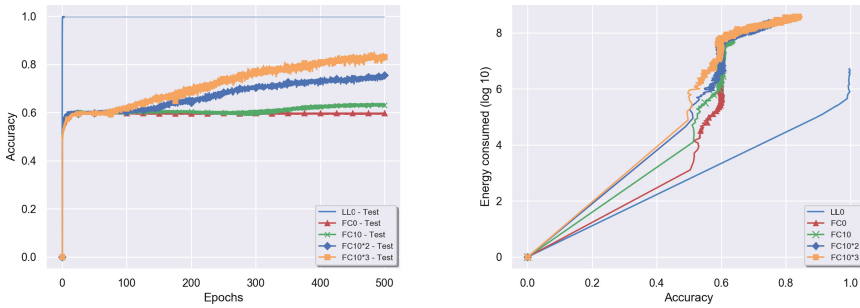 1.0
0.8
0.6
0.4
0.2
0.0
Accuracy
0 100 200 300 400 500
Epochs
LL0 - Test
FC0 - Test
FC10 - Test
FC10*2 - Test
FC10*3 - Test
8
6
4
2
0
Energy consumed (log 10)
0.0 0.2 0.4 0.6 0.8 1.0
Accuracy
LL0
FC0
FC10
FC10*2
FC10*3